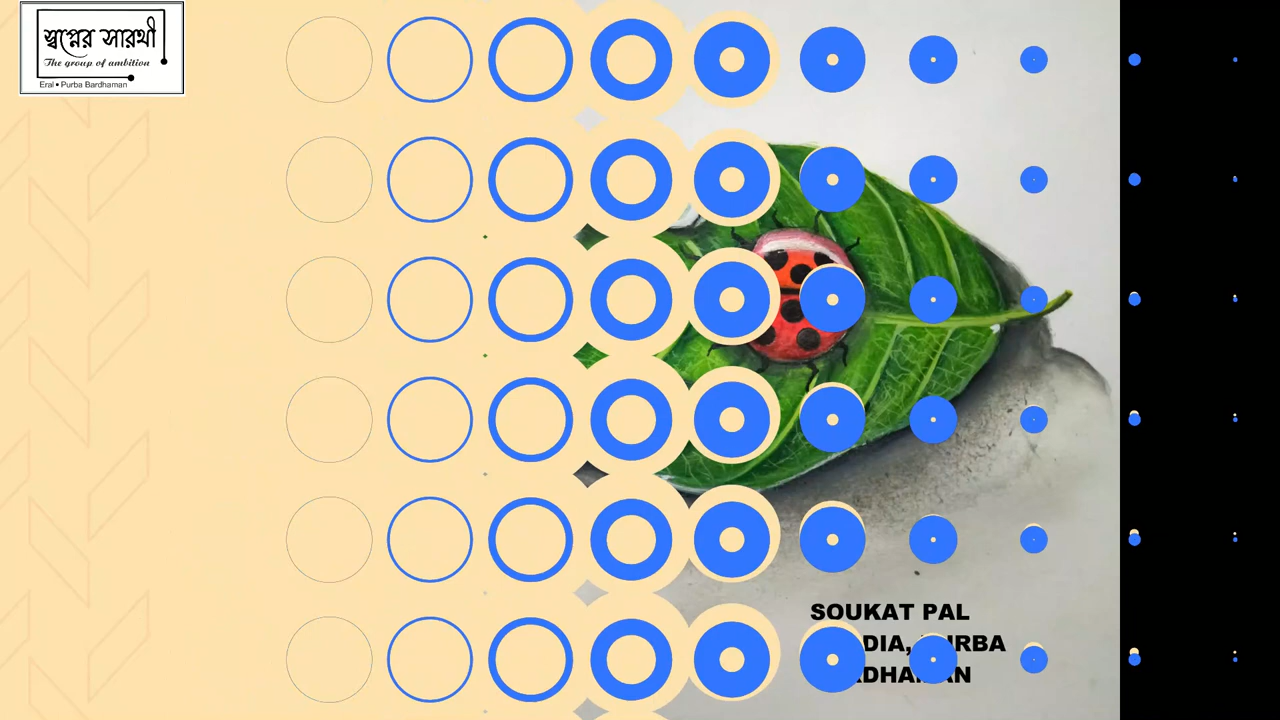 স্বপ্নের সারথী
The group of ambition
Eral • Purba Bardhaman
SOUKAT PAL